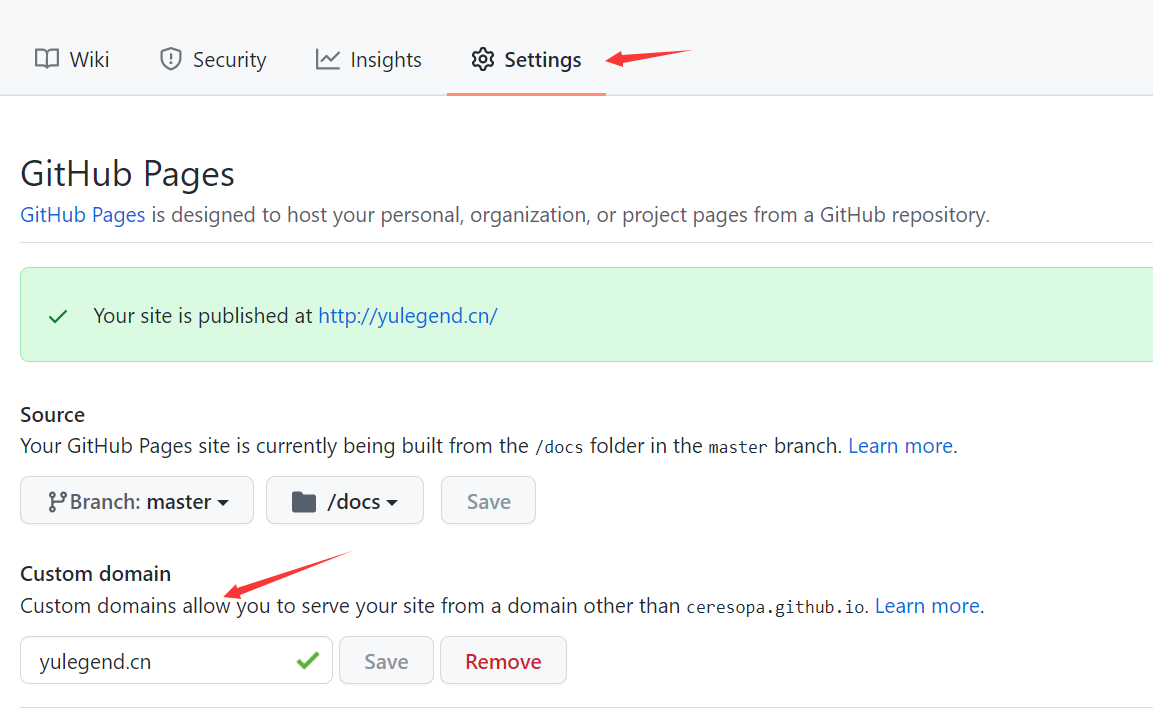 Wiki Security Insights Settings
GitHub Pages
GitHub Pages is designed to host your personal, organization, or project pages from a GitHub repository.
Your site is published at http://yulegend.cn/
Source
Your GitHub Pages site is currently being built from the /docs folder in the master branch. Learn more.
Branch: master /docs Save
Custom domain
Custom domains allow you to serve your site from a domain other than ceresopa.github.io. Learn more.
yulegend.cn Save Remove